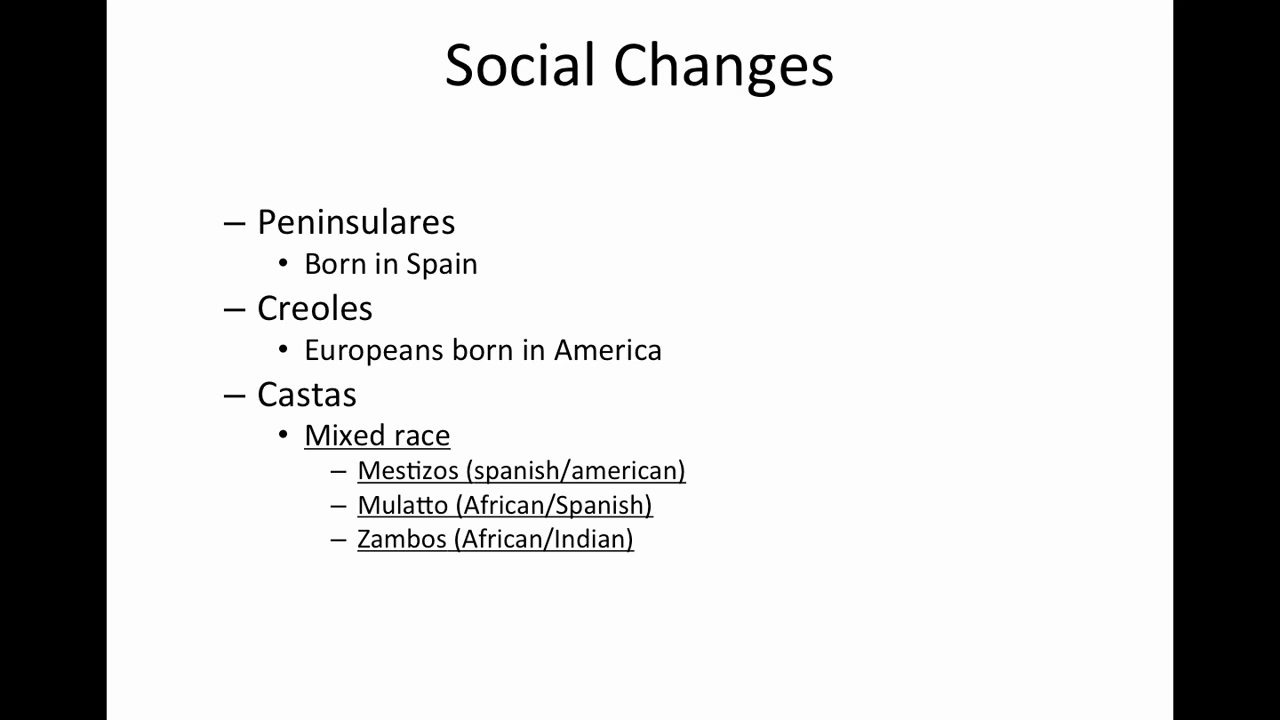 Social Changes
– Peninsulares
• Born in Spain
– Creoles
• Europeans born in America
– Castas
• Mixed race
– Mestizos (spanish/american)
– Mulatto (African/Spanish)
– Zambos (African/Indian)